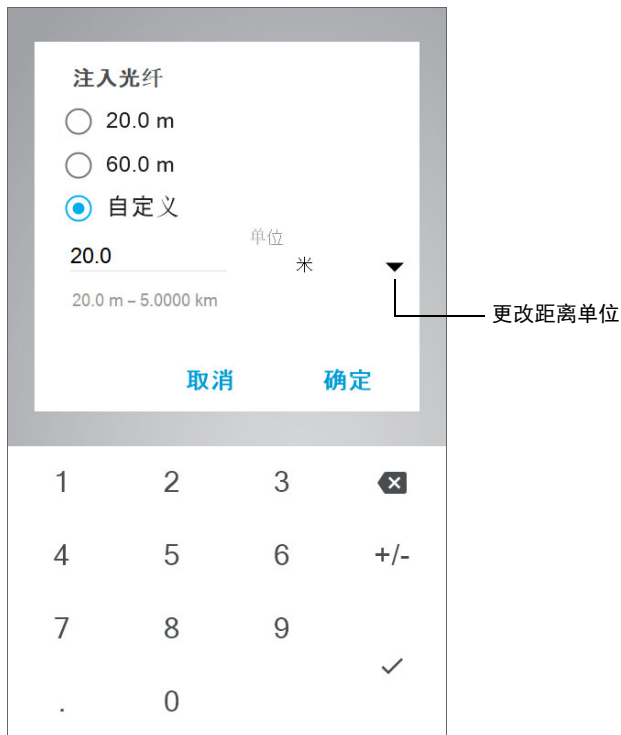 注入光纤
20.0 m
60.0 m
自定义
单位
20.0
米
20.0 m – 5.0000 km
更改距离单位
取消 确定
1 2 3
4 5 6 +/-
7 8 9
. 0